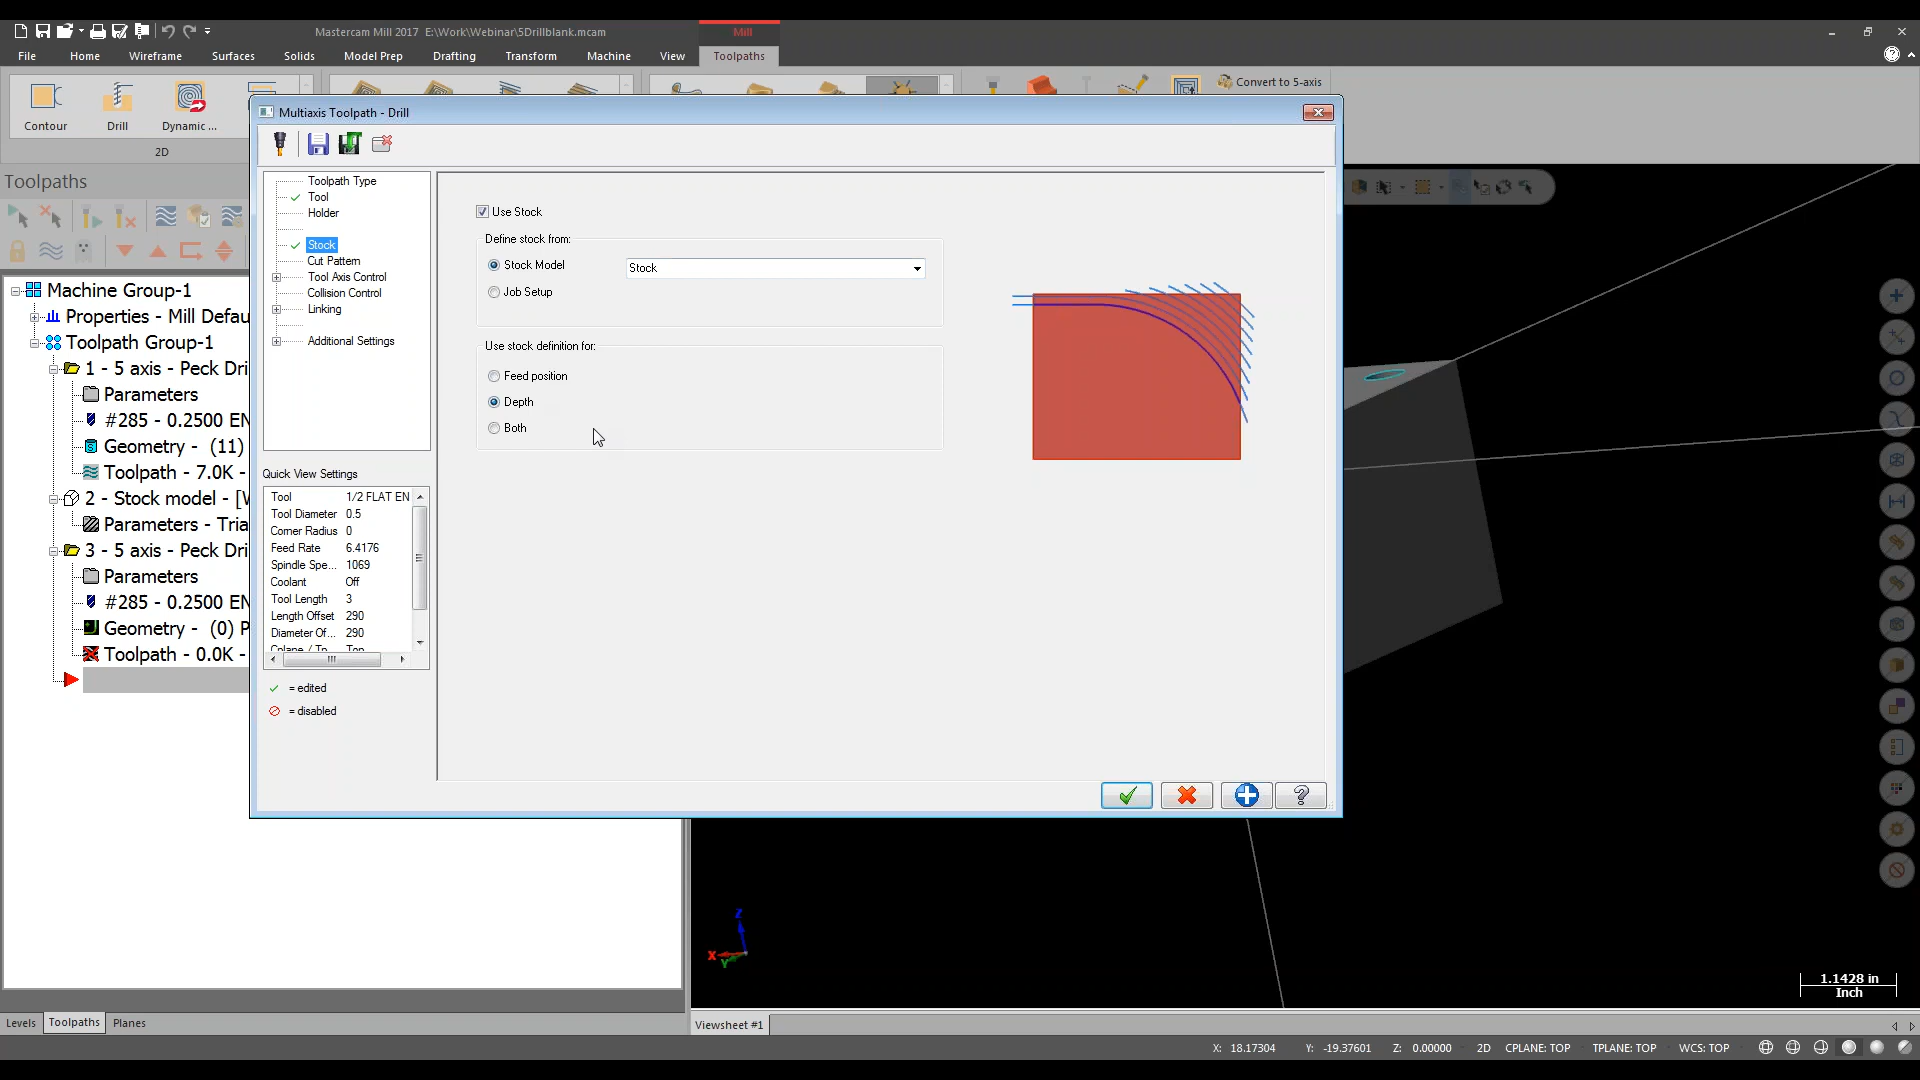 Mastercam Mill 2017  E:\Work\Webinar\5Drillblank.mcam
Mill
File
Home
Wireframe
Surfaces
Solids
Model Prep
Drafting
Transform
Machine
View
Toolpaths
Contour
Drill
Dynamic ...
2D
Convert to 5-axis
Multiaxis Toolpath - Drill
Toolpaths
Machine Group-1
Properties - Mill Defau
Toolpath Group-1
1 - 5 axis - Peck Dri
Parameters
#285 - 0.2500 EN
Geometry -  (11)
Toolpath - 7.0K -
2 - Stock model - [W
Parameters - Tria
3 - 5 axis - Peck Dri
Parameters
#285 - 0.2500 EN
Geometry -  (0) P
Toolpath - 0.0K -
Toolpath Type
Tool
Holder
Stock
Cut Pattern
Tool Axis Control
Collision Control
Linking
Additional Settings
Quick View Settings
Tool 1/2 FLAT EN
Tool Diameter 0.5
Corner Radius 0
Feed Rate 6.4176
Spindle Spe... 1069
Coolant Off
Tool Length 3
Length Offset 290
Diameter Of... 290
Cplane / Tp... Top
= edited
= disabled
Use Stock
Define stock from:
Stock Model
Stock
Job Setup
Use stock definition for:
Feed position
Depth
Both
Z
X
Y
1.1428 in
Inch
Levels
Toolpaths
Planes
Viewsheet #1
X: 18.17304
Y: -19.37601
Z: 0.00000
2D
CPLANE: TOP
TPLANE: TOP
WCS: TOP